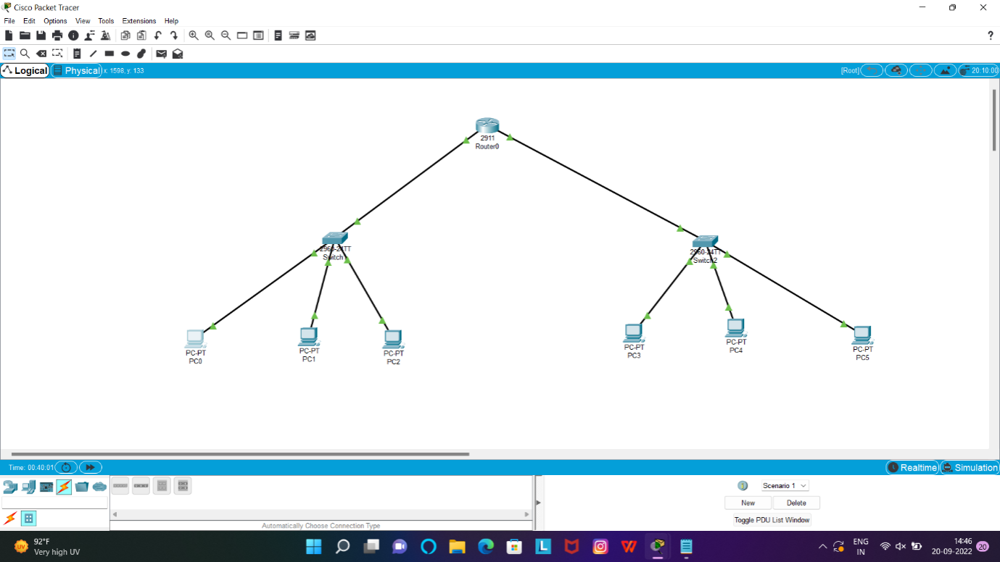 Cisco Packet Tracer
File Edit Options View Tools Extensions Help
?
Logical Physical x: 1598, y: 133 [Root] 20:10:00
2911
Router0
2960-24TT
Switch
2960-24TT
Switch2
PC-PT
PC0
PC-PT
PC1
PC-PT
PC2
PC-PT
PC3
PC-PT
PC4
PC-PT
PC5
Time: 00:40:01 Realtime Simulation
Scenario 1
New Delete
Toggle PDU List Window
Automatically Choose Connection Type
UV
92°F
Very high UV
L
W
ENG
IN
14:46
20-09-2022
20